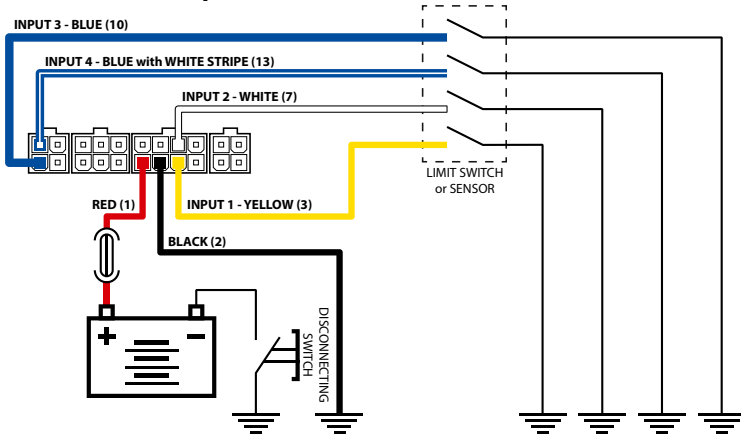 INPUT 3 - BLUE (10)
INPUT 4 - BLUE with WHITE STRIPE (13)
INPUT 2 - WHITE (7)
LIMIT SWITCH
or SENSOR
RED (1)
INPUT 1 - YELLOW (3)
BLACK (2)
DISCONNECTING
SWITCH
+
−